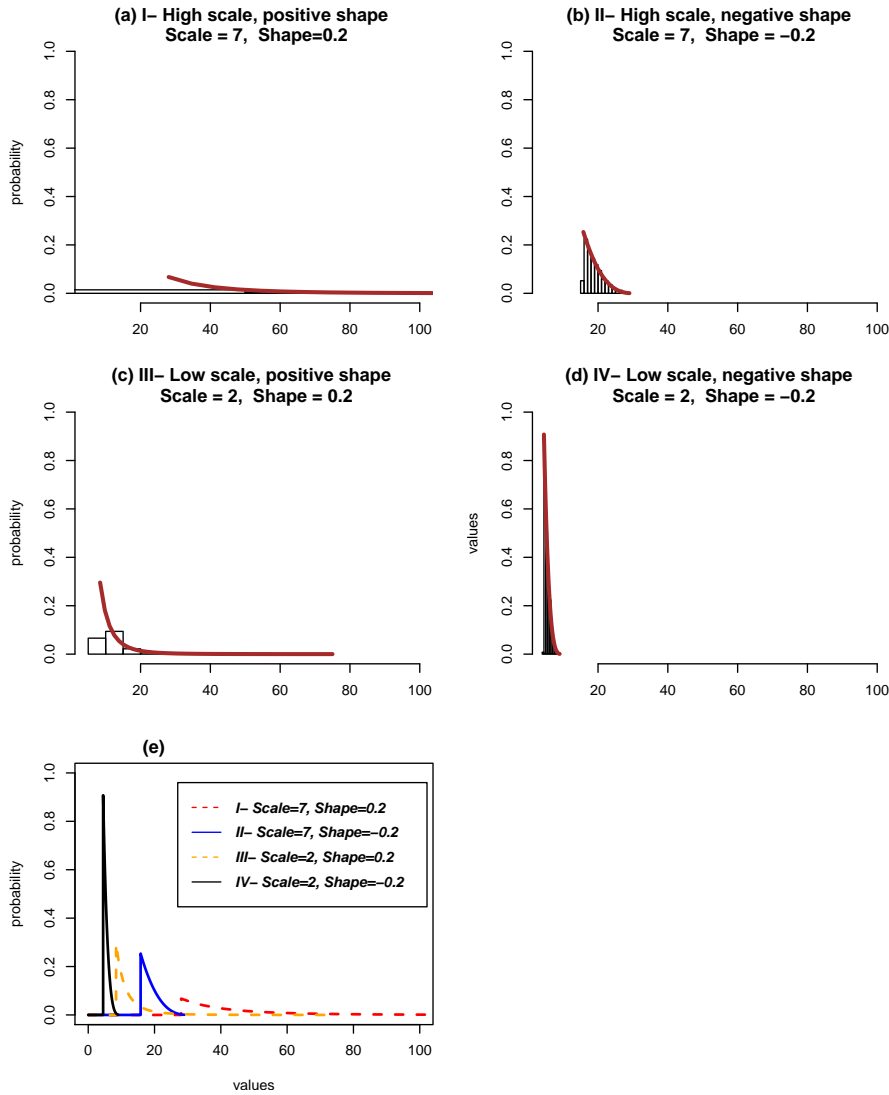 (a) I– High scale, positive shape
Scale = 7,  Shape=0.2
probability
0.0 0.2 0.4 0.6 0.8 1.0
20 40 60 80 100
(b) II– High scale, negative shape
Scale = 7,  Shape = –0.2
0.0 0.2 0.4 0.6 0.8 1.0
20 40 60 80 100
(c) III– Low scale, positive shape
Scale = 2,  Shape = 0.2
probability
0.0 0.2 0.4 0.6 0.8 1.0
20 40 60 80 100
(d) IV– Low scale, negative shape
Scale = 2,  Shape = –0.2
values
0.0 0.2 0.4 0.6 0.8 1.0
20 40 60 80 100
(e)
probability
0.0 0.2 0.4 0.6 0.8 1.0
I– Scale=7, Shape=0.2
II– Scale=7, Shape=–0.2
III– Scale=2, Shape=0.2
IV– Scale=2, Shape=–0.2
0 20 40 60 80 100
values